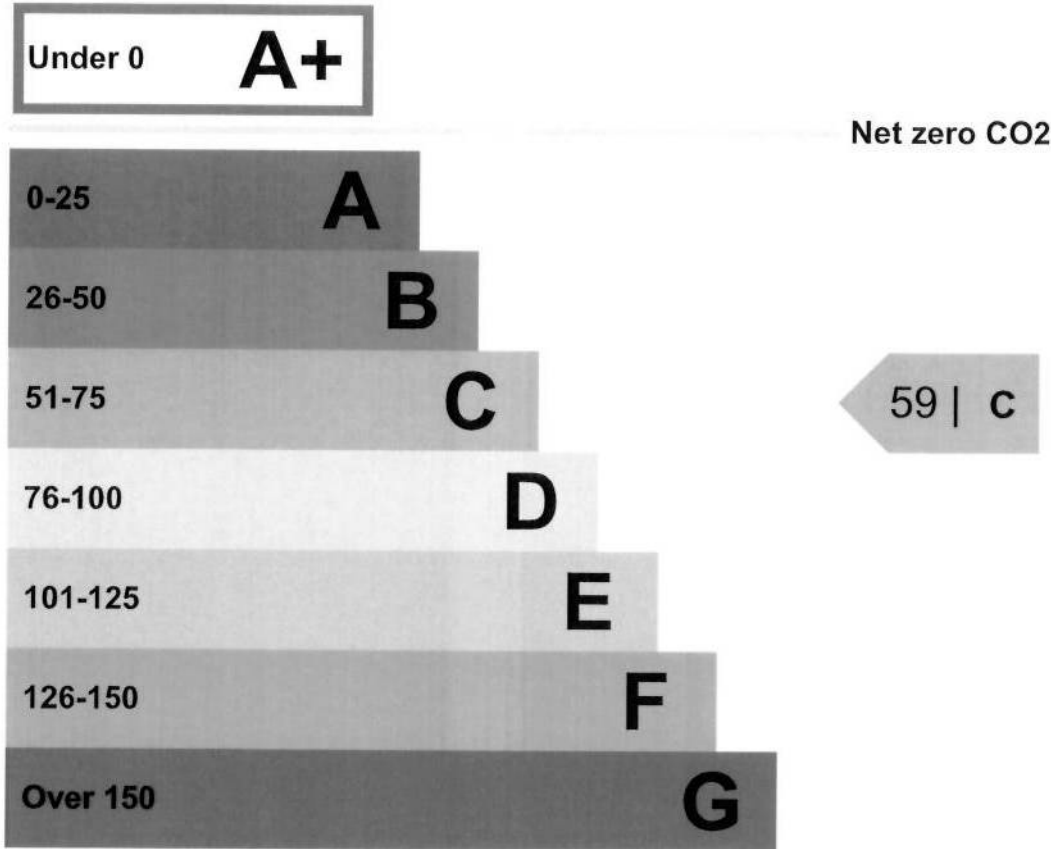 Under 0 A+
Net zero CO2
0-25 A
26-50 B
51-75 C
59 | C
76-100 D
101-125 E
126-150 F
Over 150 G